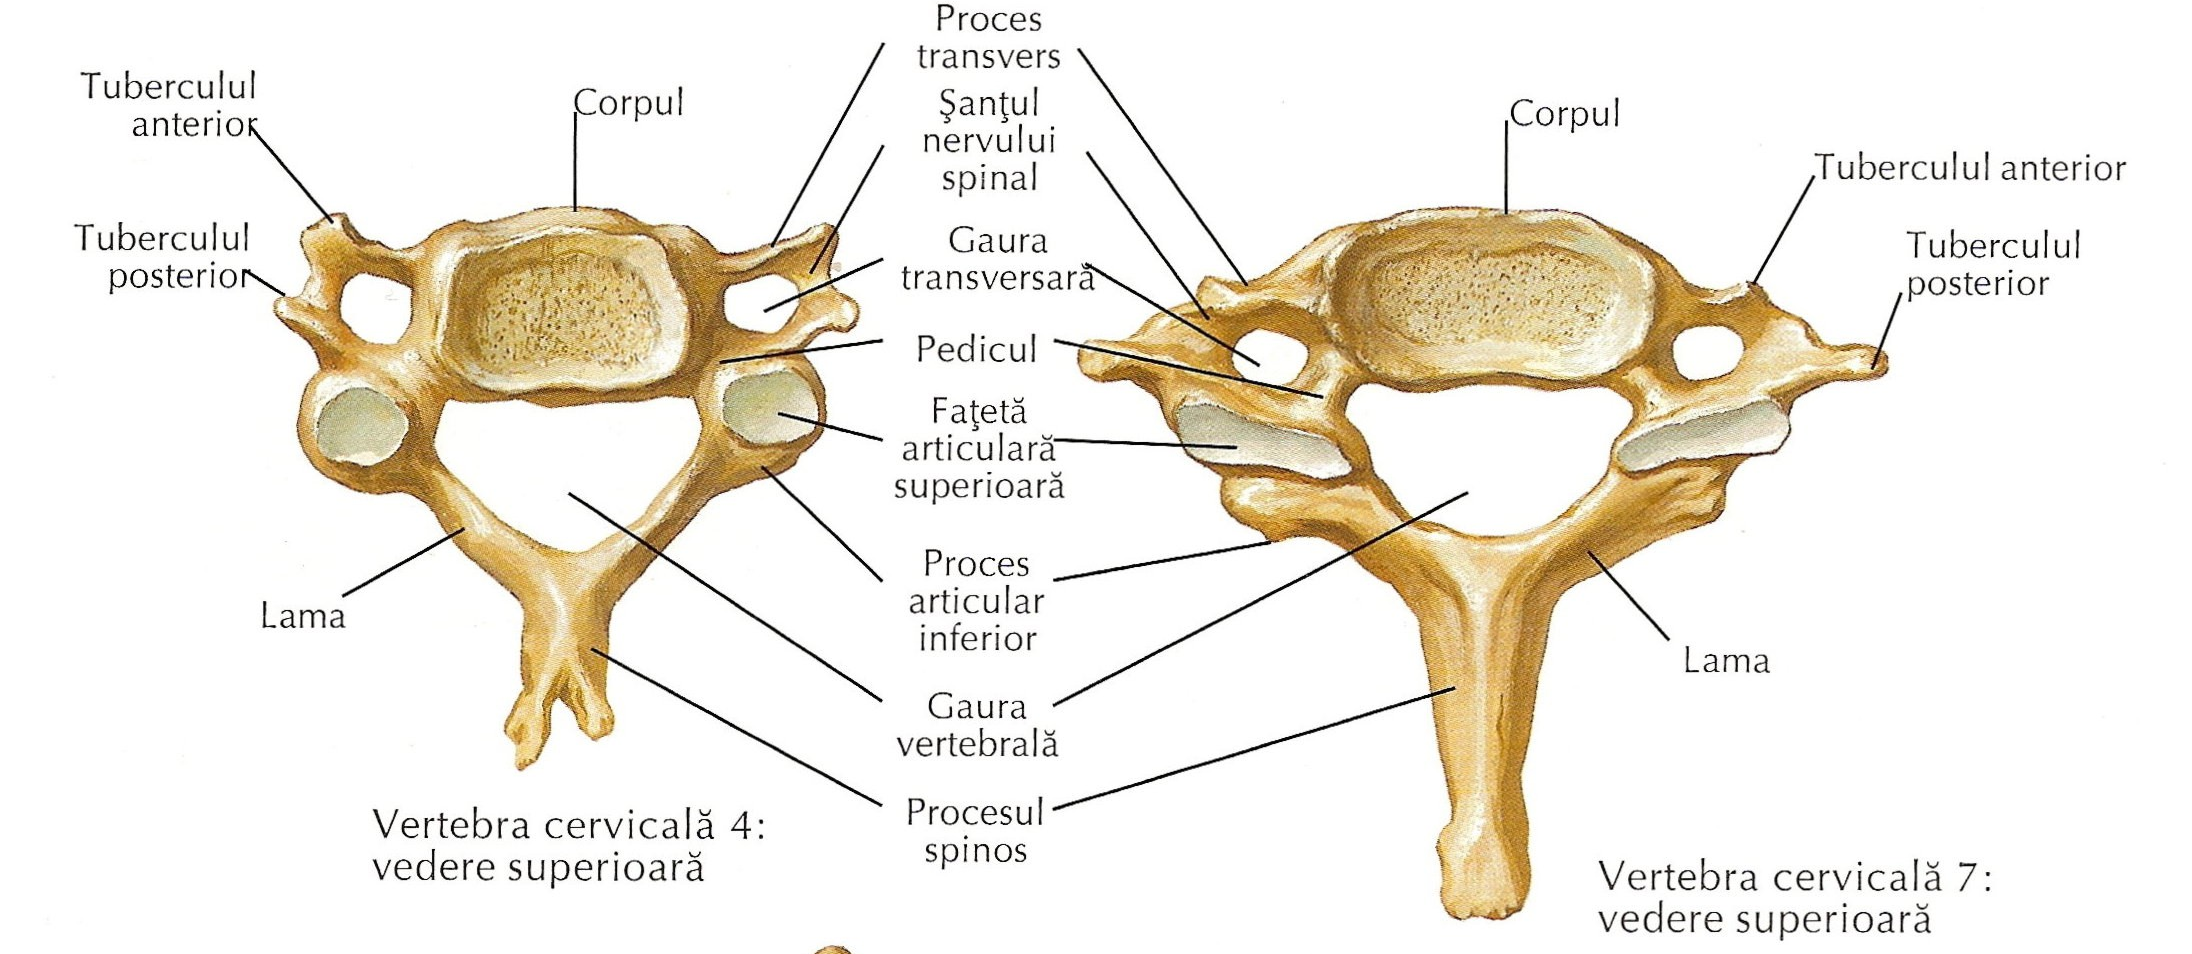 Proces
transvers
Tuberculul
anterior
Corpul
Şanţul
nervului
spinal
Corpul
Tuberculul anterior
Tuberculul
posterior
Gaura
transversară
Tuberculul
posterior
Pedicul
Faţetă
articulară
superioară
Proces
articular
inferior
Lama
Lama
Gaura
vertebrală
Procesul
spinos
Vertebra cervicală 4:
vedere superioară
Vertebra cervicală 7:
vedere superioară